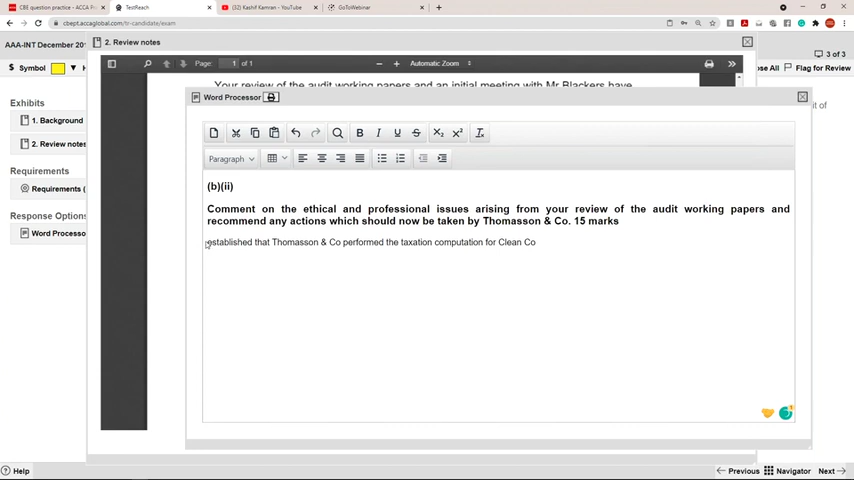 CBE question practice - ACCA Pr
TestReach
(32) Kashif Kamran - YouTube
GoToWebinar
cbept.accaglobal.com/tr-candidate/exam
AAA-INT December 20
2. Review notes
3 of 3
$ Symbol
Flag for Review
Page: 1 of 1
Automatic Zoom
Your review of the audit working papers and an initial meeting with Mr Blackers have
Exhibits
1. Background
2. Review notes
Requirements
Requirements (
Response Options
Word Processo
Word Processor
Paragraph
(b)(ii)
Comment on the ethical and professional issues arising from your review of the audit working papers and
recommend any actions which should now be taken by Thomasson & Co. 15 marks
established that Thomasson & Co performed the taxation computation for Clean Co
Help
Previous
Navigator
Next